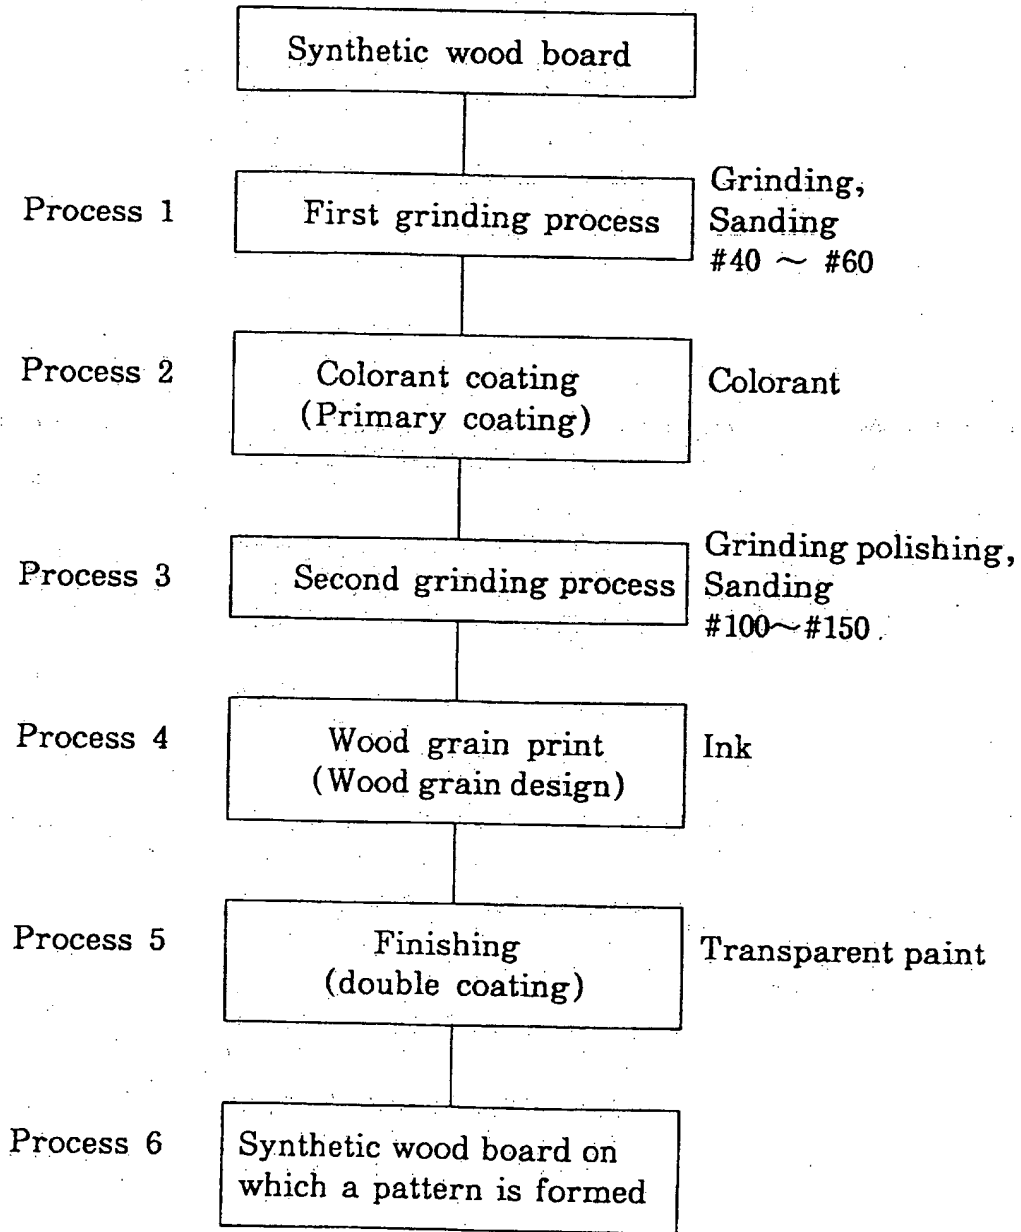 Synthetic wood board
Process 1
First grinding process
Grinding,
Sanding
#40 ～ #60
Process 2
Colorant coating
(Primary coating)
Colorant
Process 3
Second grinding process
Grinding polishing,
Sanding
#100～#150
Process 4
Wood grain print
(Wood grain design)
Ink
Process 5
Finishing
(double coating)
Transparent paint
Process 6
Synthetic wood board on
which a pattern is formed